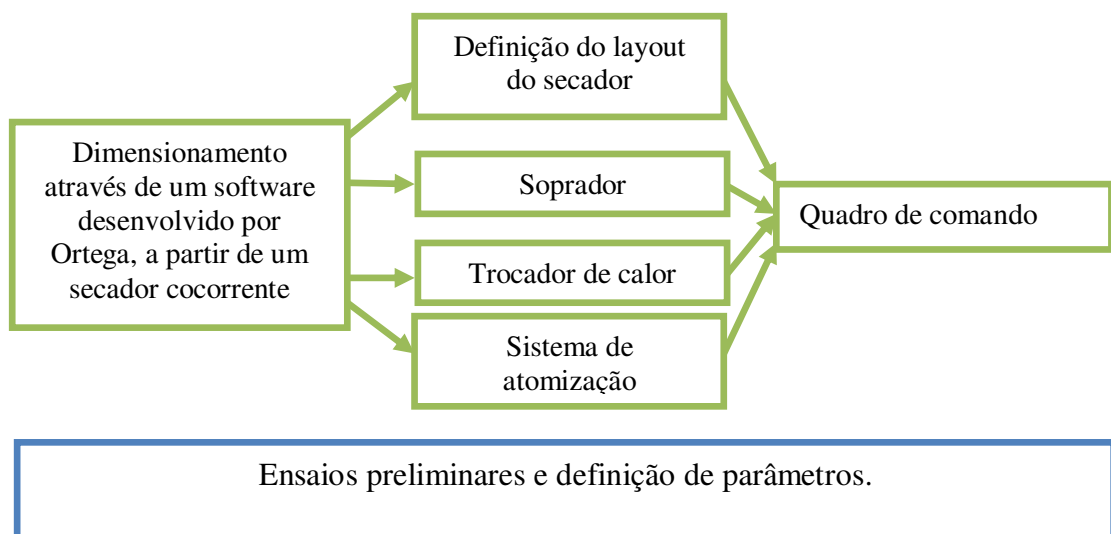 Dimensionamento
através de um software
desenvolvido por
Ortega, a partir de um
secador cocorrente
Definição do layout
do secador
Soprador
Trocador de calor
Sistema de
atomização
Quadro de comando
Ensaios preliminares e definição de parâmetros.